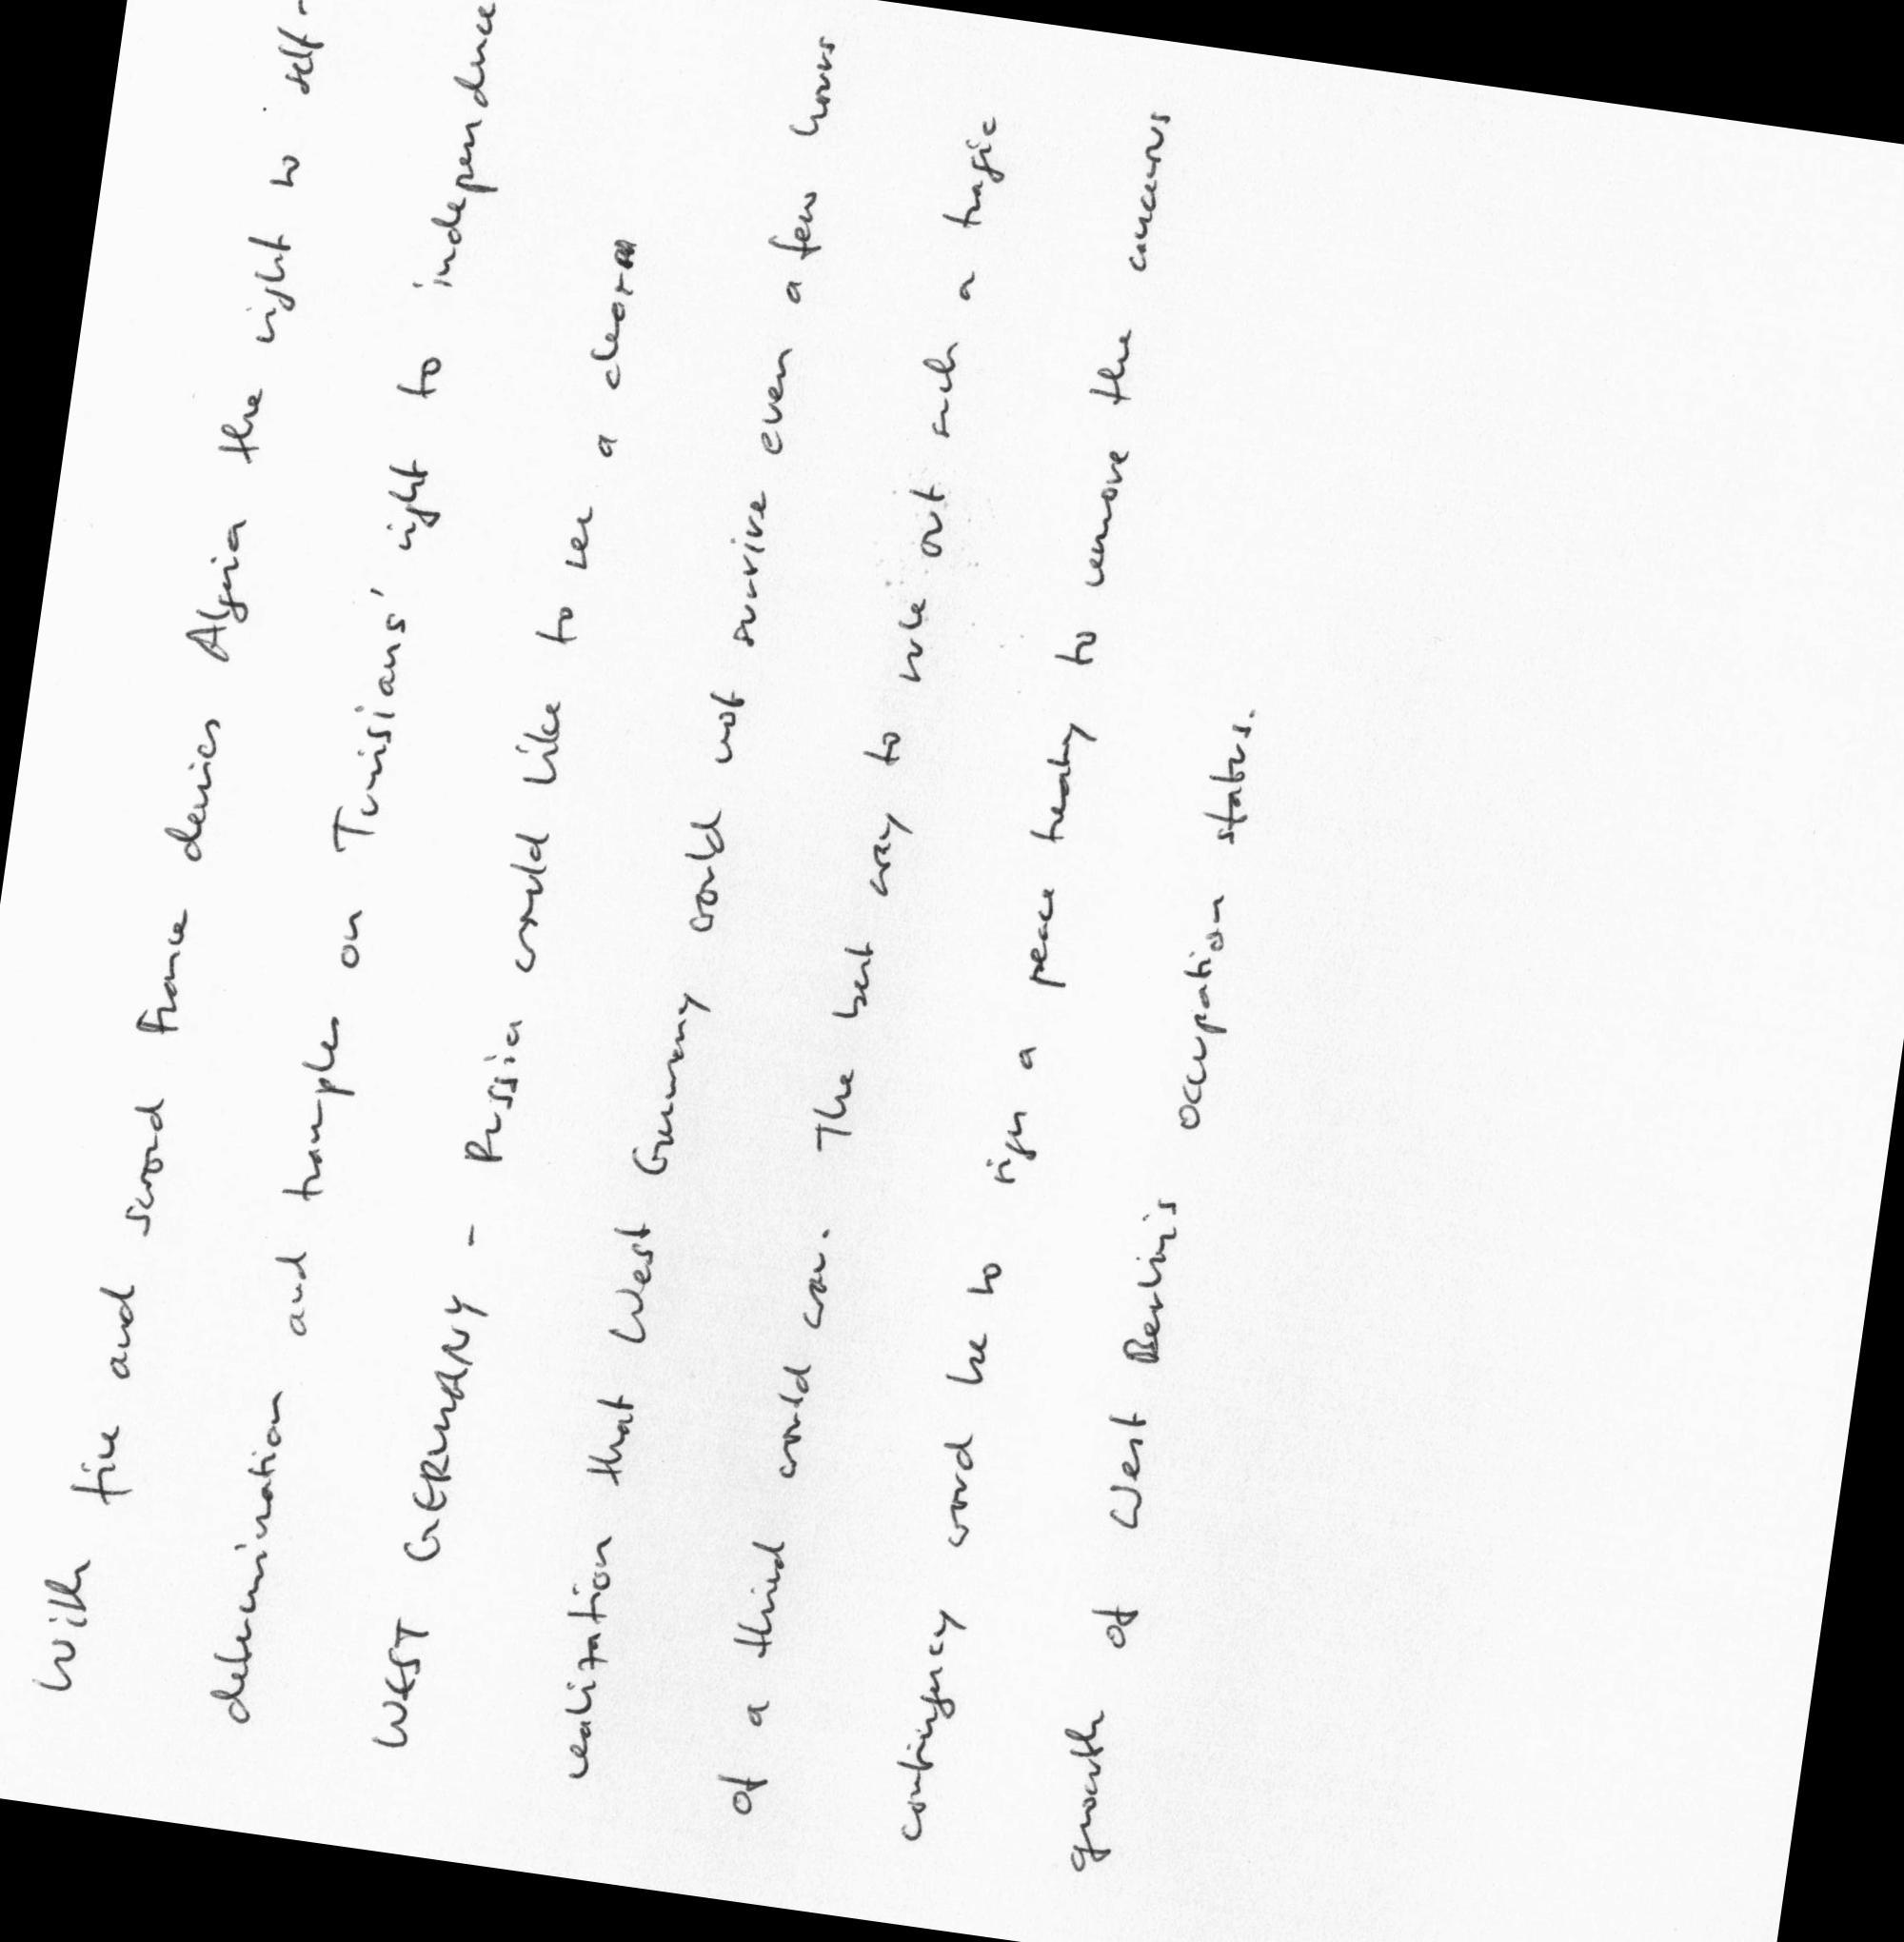 With fire and sword France denies Algeria the right to self-
determination and tramples on Tunisians' right to independence
WEST GERMANY - Russia would like to see a clear
realization that West Germany would not survive even a few hours
of a third world war. The best way to rule out such a tragic
contingency would be to sign a peace treaty to remove the cancerous
growth of West Berlin's occupation status.